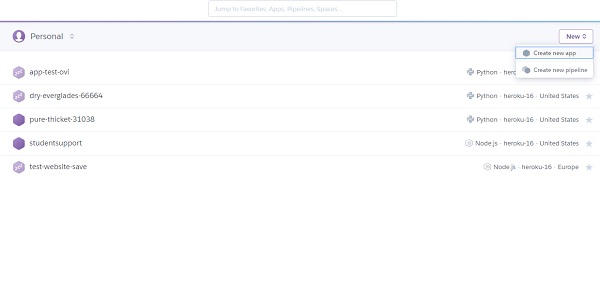 Jump to Favorites, Apps, Pipelines, Spaces...
Personal
New
Create new app
Create new pipeline
app-test-ovi
Python · her
dry-everglades-66664
Python · heroku-16 · United States
pure-thicket-31038
Python · heroku-16 · United States
studentsupport
Node.js · heroku-16 · United States
test-website-save
Node.js · heroku-16 · Europe